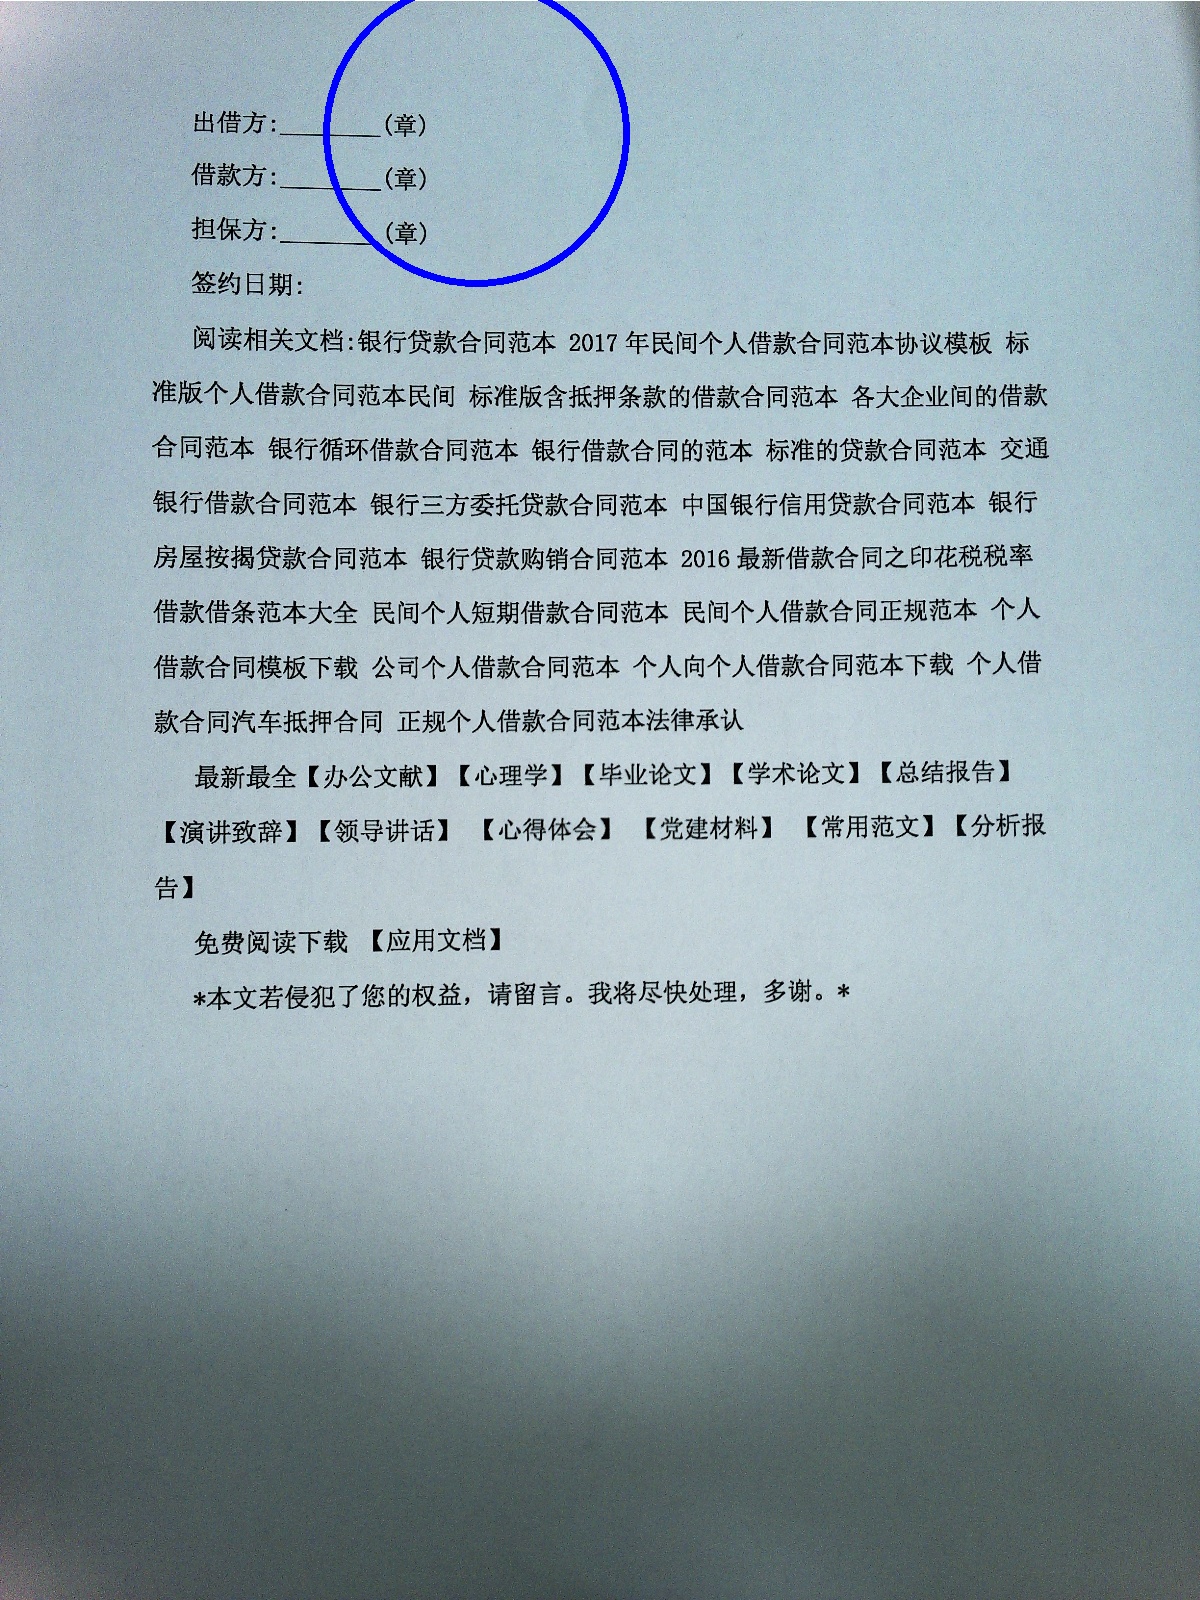 出借方:________(章)
借款方:________(章)
担保方:________(章)
签约日期:
阅读相关文档:银行贷款合同范本 2017年民间个人借款合同范本协议模板 标
准版个人借款合同范本民间 标准版含抵押条款的借款合同范本 各大企业间的借款
合同范本 银行循环借款合同范本 银行借款合同的范本 标准的贷款合同范本 交通
银行借款合同范本 银行三方委托贷款合同范本 中国银行信用贷款合同范本 银行
房屋按揭贷款合同范本 银行贷款购销合同范本 2016最新借款合同之印花税税率
借款借条范本大全 民间个人短期借款合同范本 民间个人借款合同正规范本 个人
借款合同模板下载 公司个人借款合同范本 个人向个人借款合同范本下载 个人借
款合同汽车抵押合同 正规个人借款合同范本法律承认
最新最全【办公文献】【心理学】【毕业论文】【学术论文】【总结报告】
【演讲致辞】【领导讲话】 【心得体会】 【党建材料】 【常用范文】【分析报
告】
免费阅读下载 【应用文档】
*本文若侵犯了您的权益，请留言。我将尽快处理，多谢。*